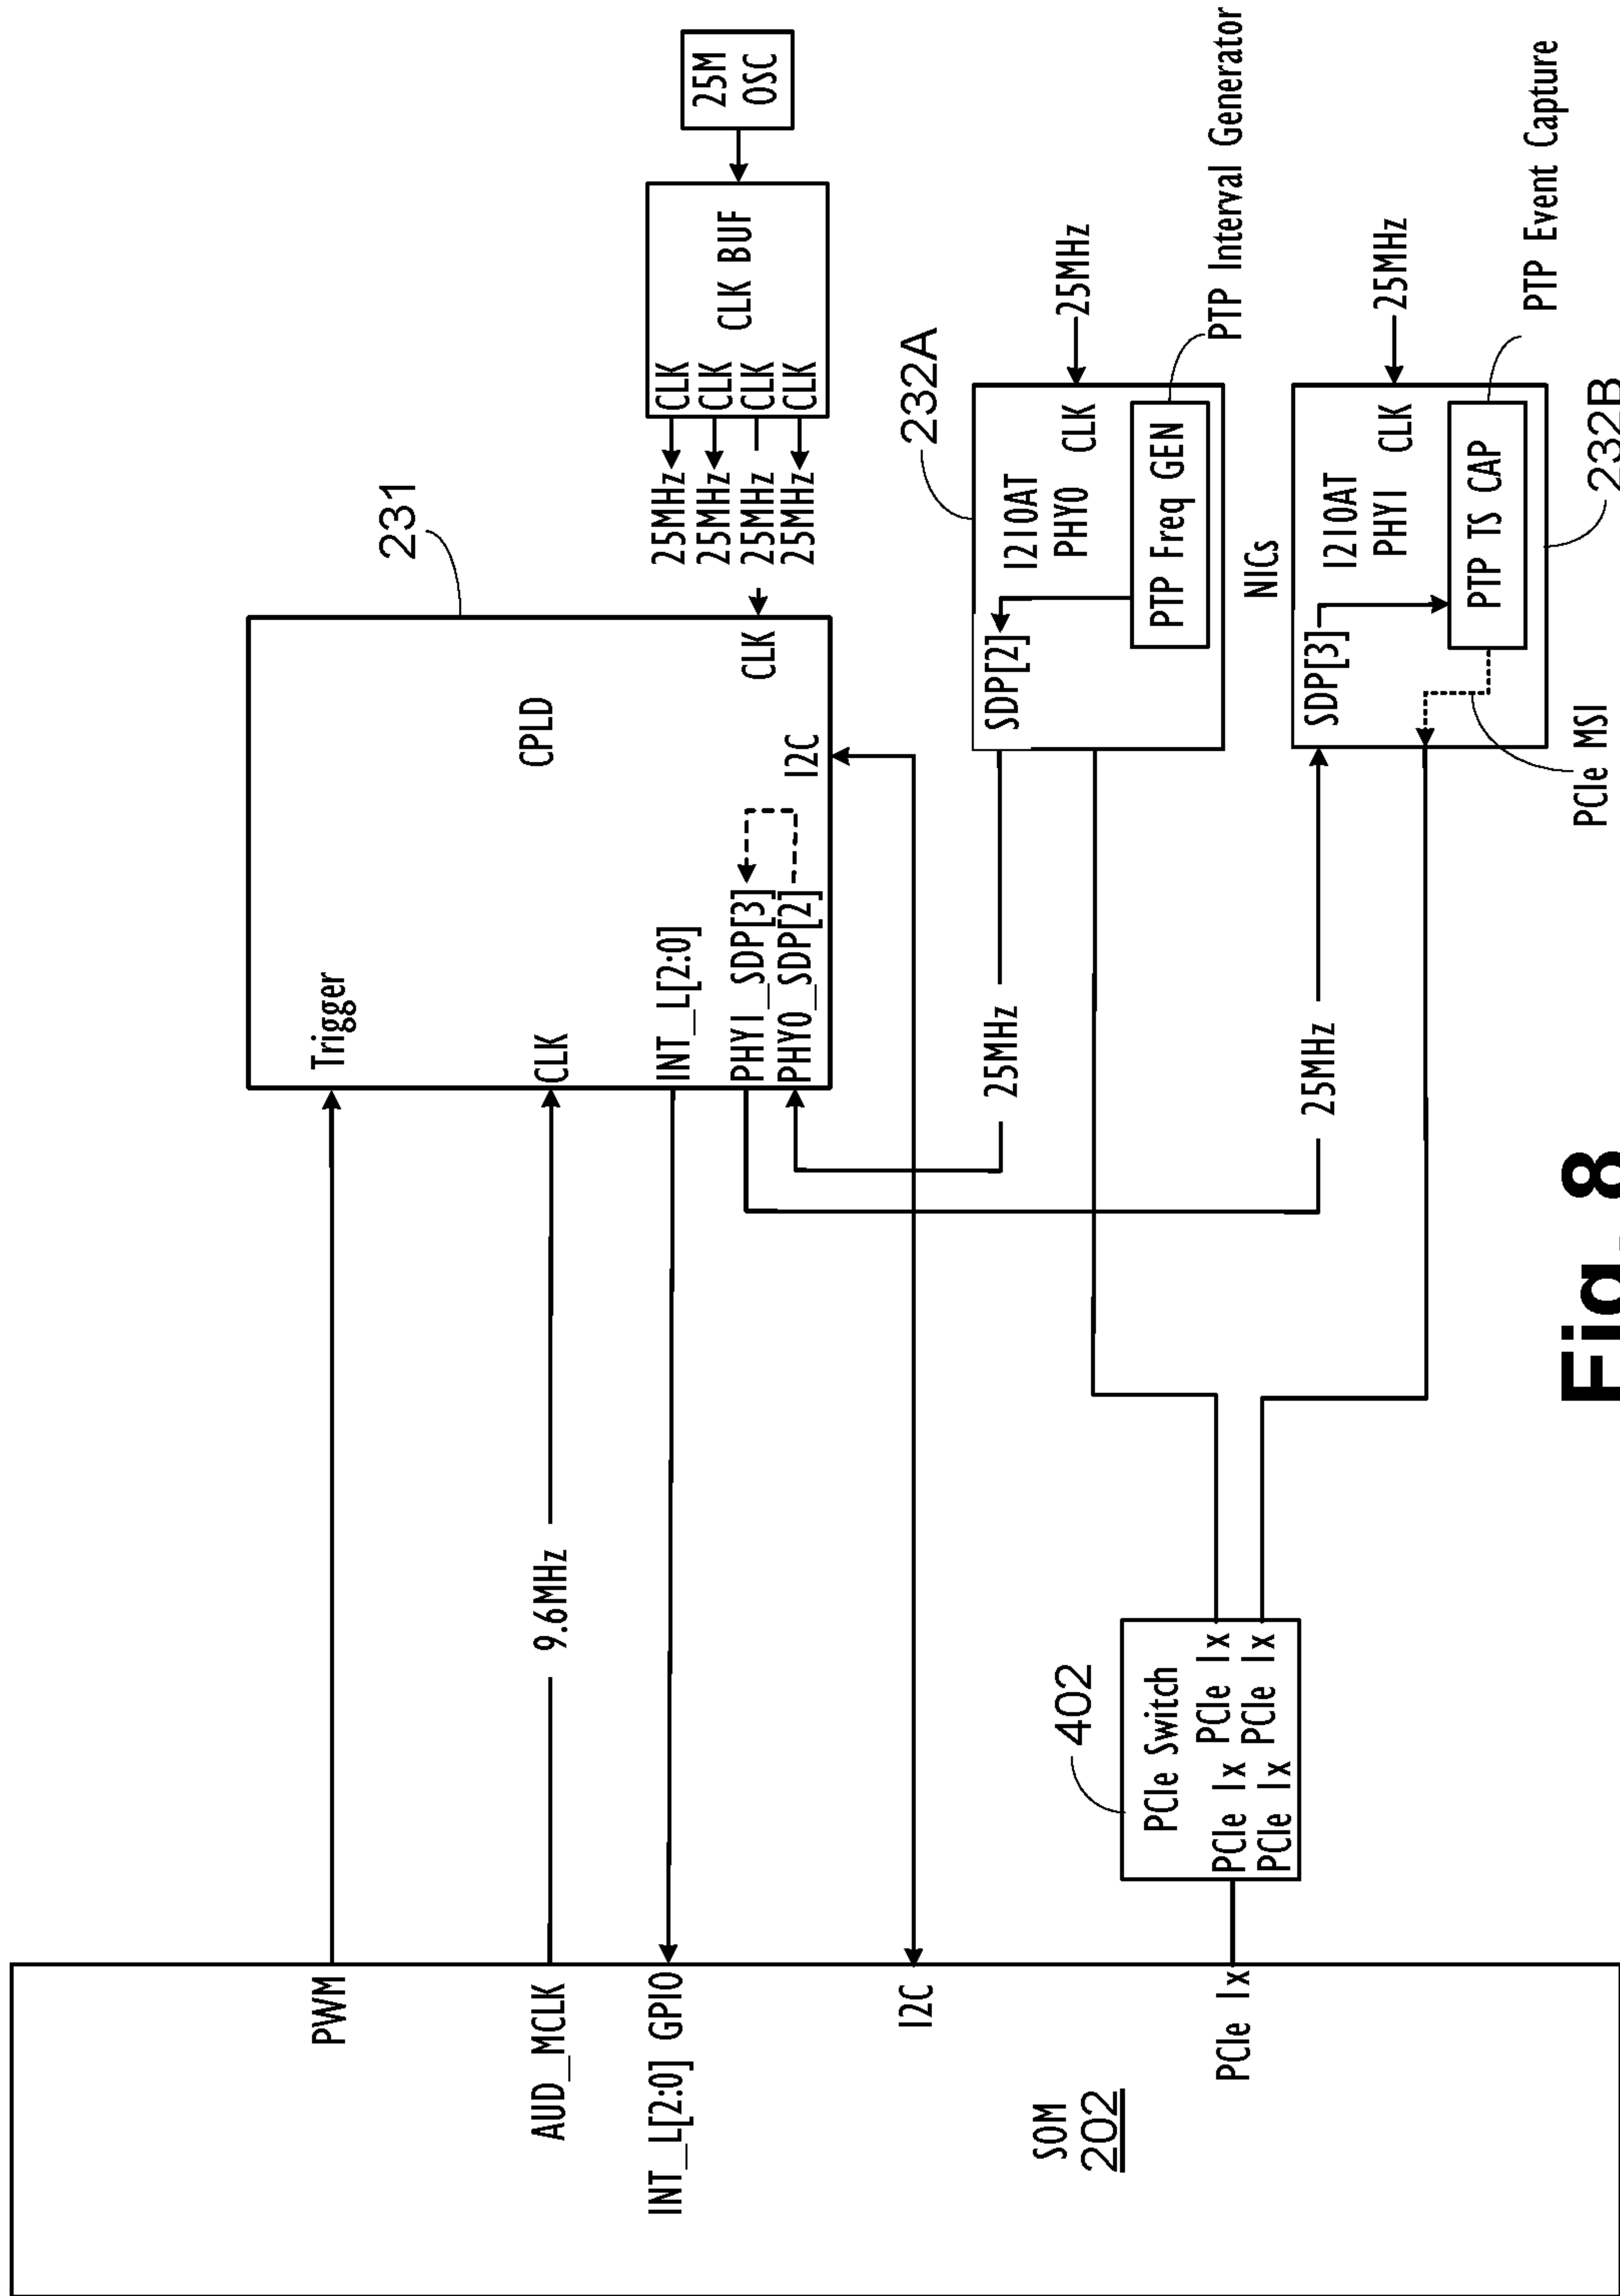 SOM
202
PWM
AUD_MCLK
INT_L[2:0] GPIO
I2C
PCIe 1x
9.6MHz
402
PCIe Switch
PCIe 1x PCIe 1x
PCIe 1x PCIe 1x
231
Trigger
CPLD
CLK
INT_L[2:0]
PHY1_SDP[3]
PHY0_SDP[2]
I2C
CLK
25MHz
25MHz
25MHz CLK
25MHz CLK
25MHz CLK
25MHz CLK
CLK BUF
25M
OSC
232A
SDP[2]
I210AT
PHY0
CLK
25MHz
PTP Freq GEN
PTP Interval Generator
NICs
SDP[3]
I210AT
PHY1
CLK
25MHz
PTP TS CAP
PTP Event Capture
232B
PCIe MSI
Fig. 8